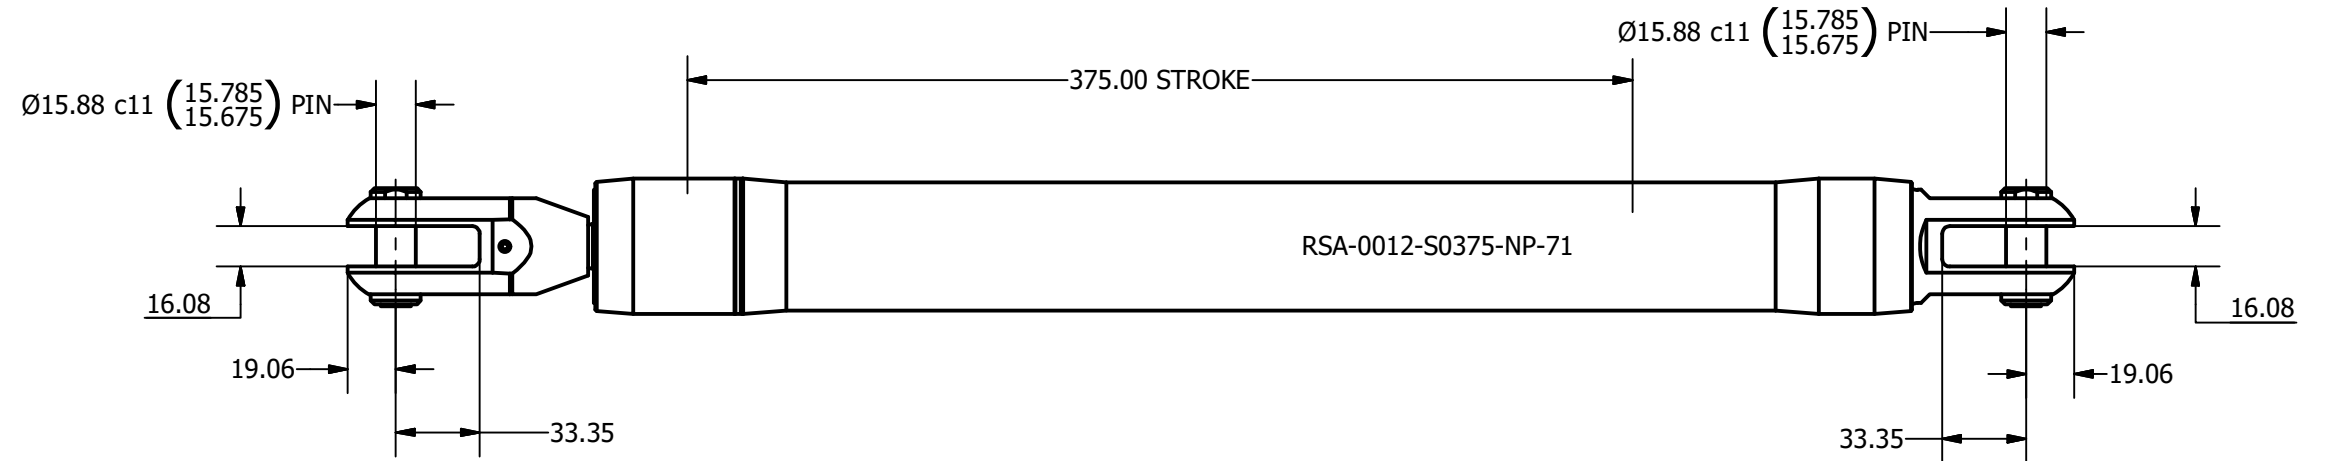 Ø15.88 c11 (15.785
15.675) PIN
375.00 STROKE
Ø15.88 c11 (15.785
15.675) PIN
RSA-0012-S0375-NP-71
16.08
16.08
19.06
19.06
33.35
33.35